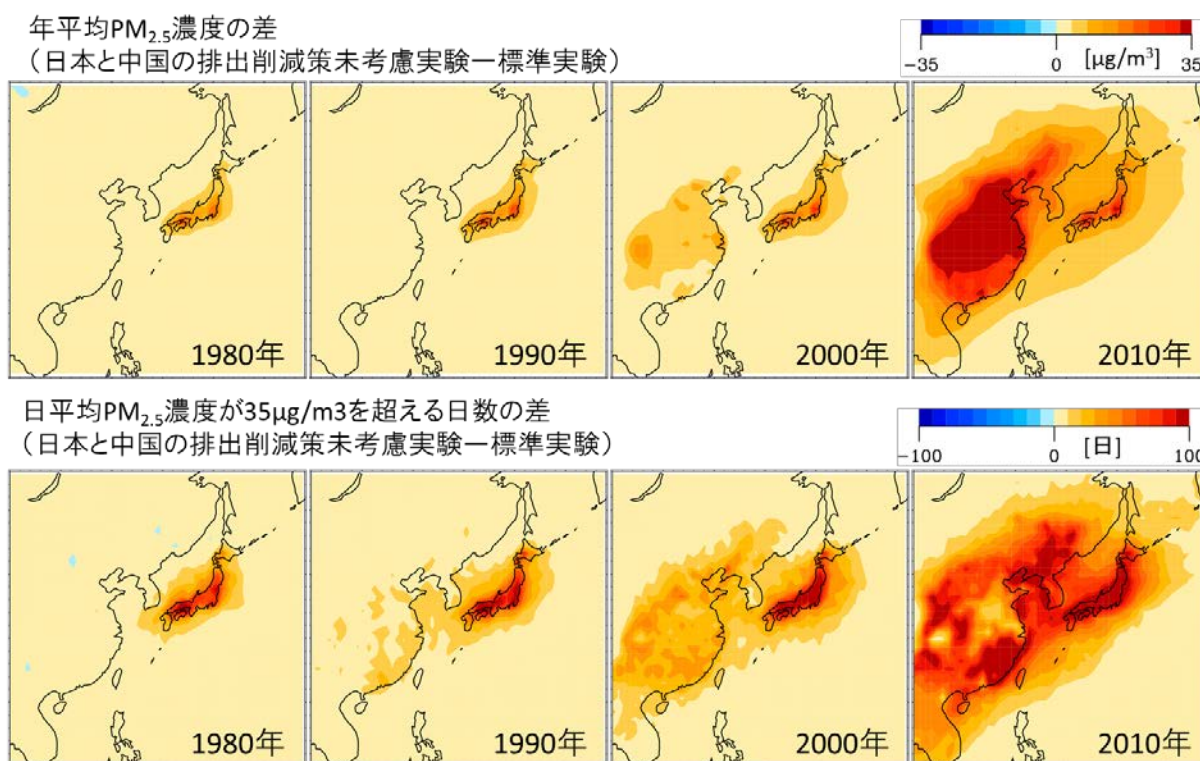 年平均PM2.5濃度の差
（日本と中国の排出削減策未考慮実験ー標準実験）
−35 0 [μg/m³] 35
1980年 1990年 2000年 2010年
日平均PM2.5濃度が35μg/m3を超える日数の差
（日本と中国の排出削減策未考慮実験ー標準実験）
−100 0 [日] 100
1980年 1990年 2000年 2010年